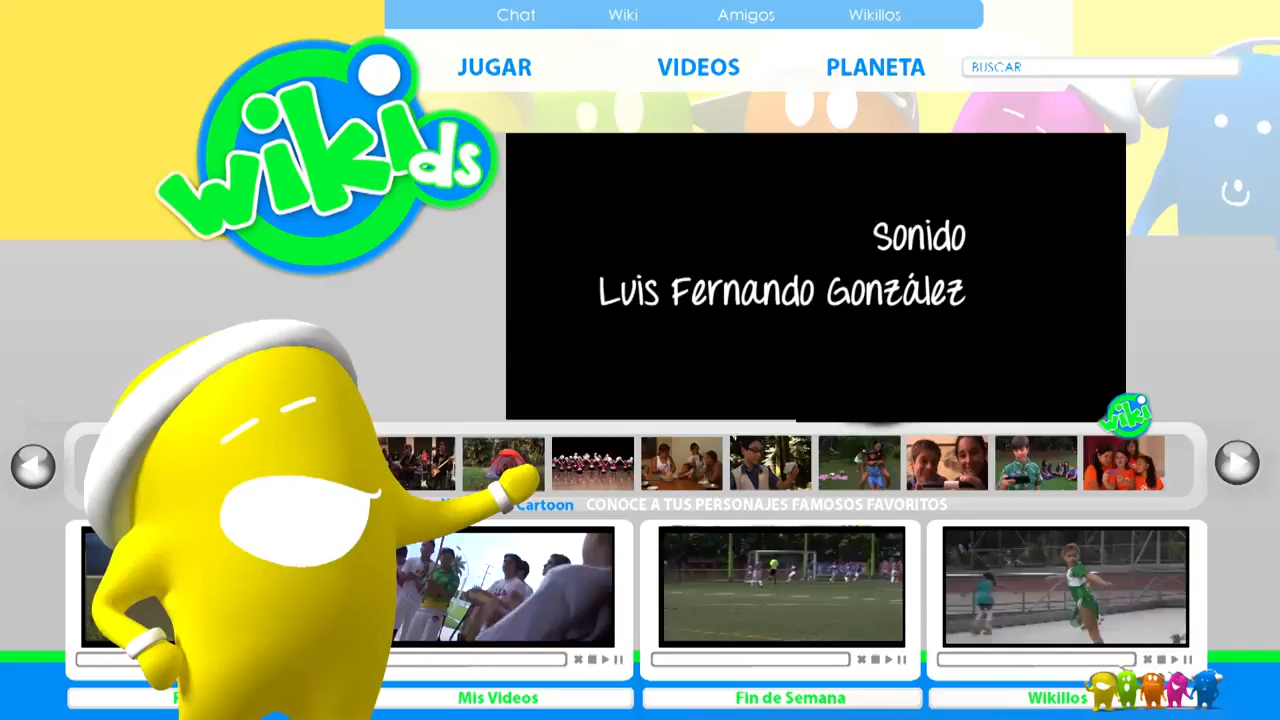 Chat Wiki Amigos Wikillos
JUGAR VIDEOS PLANETA BUSCAR
wikids
Sonido
Luis Fernando González
wiki
Cartoon CONOCE A TUS PERSONAJES FAMOSOS FAVORITOS
Mis Videos Fin de Semana Wikillos